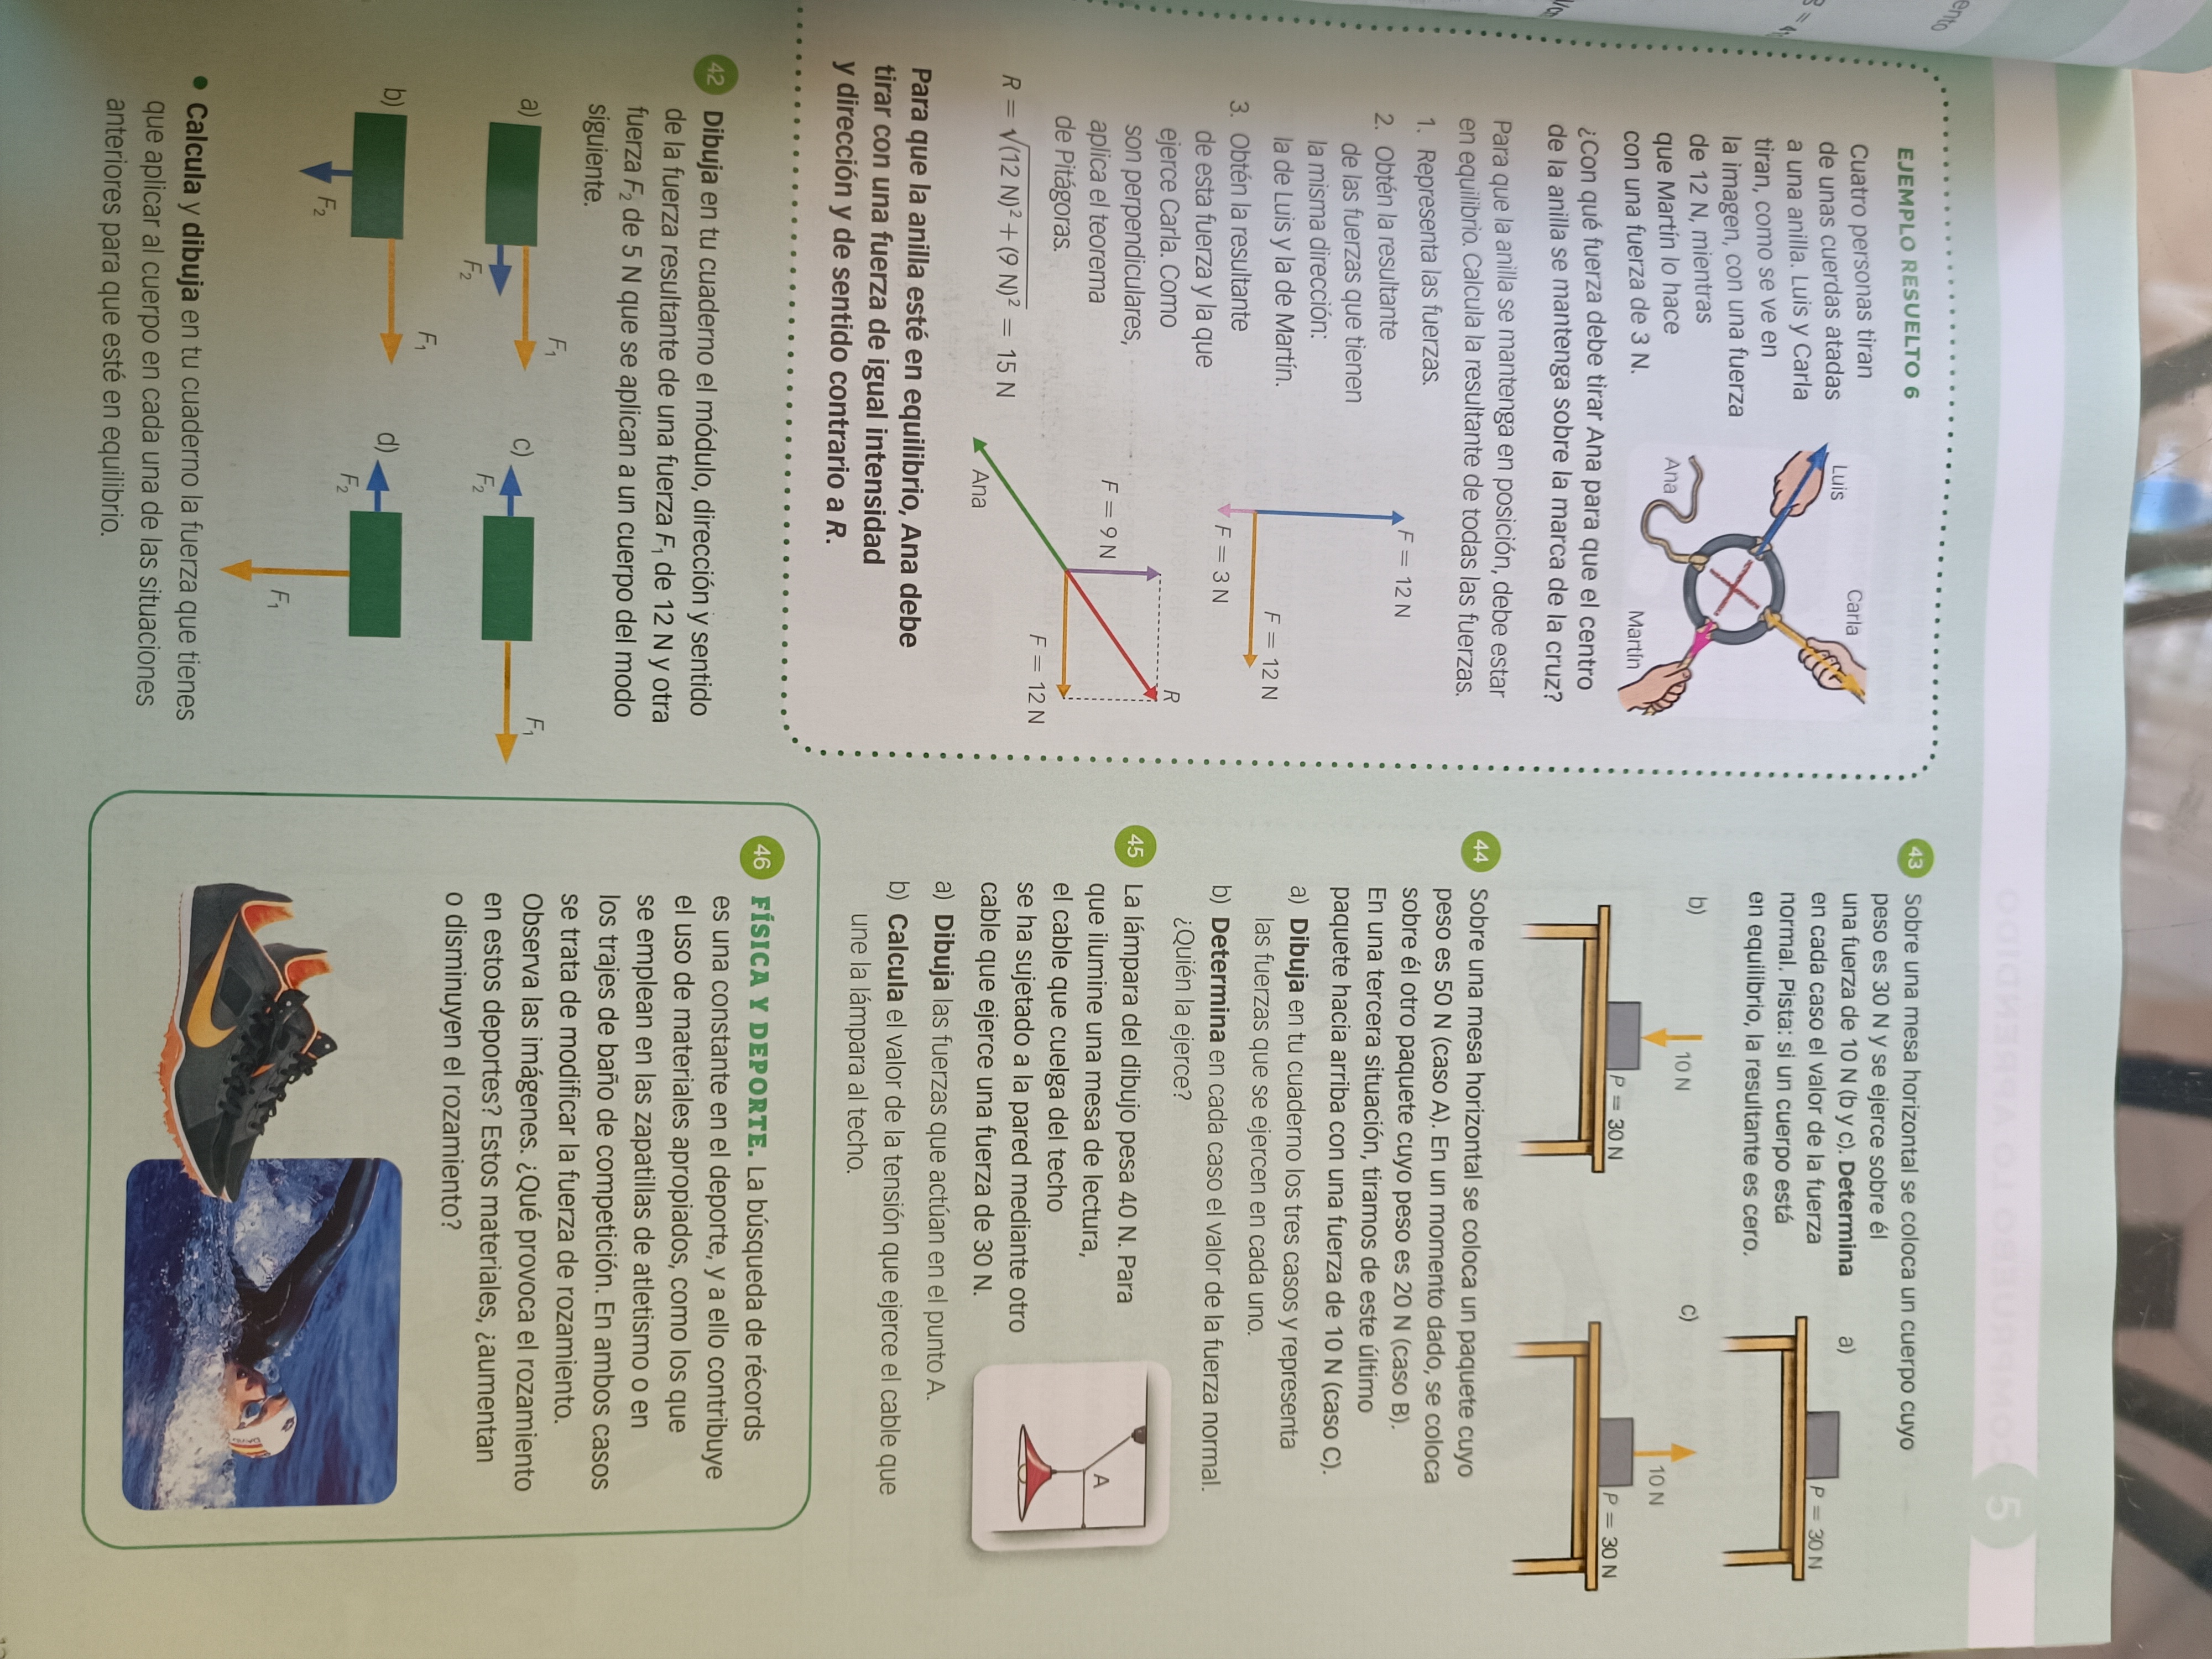 5
EJEMPLO RESUELTO 6
Cuatro personas tiran
de unas cuerdas atadas
a una anilla. Luis y Carla
tiran, como se ve en
la imagen, con una fuerza
de 12 N, mientras
que Martín lo hace
con una fuerza de 3 N.
Luis
Carla
Ana
Martín
¿Con qué fuerza debe tirar Ana para que el centro
de la anilla se mantenga sobre la marca de la cruz?
Para que la anilla se mantenga en posición, debe estar
en equilibrio. Calcula la resultante de todas las fuerzas.
1. Representa las fuerzas.
2. Obtén la resultante
de las fuerzas que tienen
la misma dirección:
la de Luis y la de Martín.
3. Obtén la resultante
de esta fuerza y la que
ejerce Carla. Como
son perpendiculares,
aplica el teorema
de Pitágoras.
F = 12 N
F = 12 N
F = 3 N
R
F = 9 N
F = 12 N
Ana
R = √(12 N)² + (9 N)² = 15 N
Para que la anilla esté en equilibrio, Ana debe
tirar con una fuerza de igual intensidad
y dirección y de sentido contrario a R.
42 Dibuja en tu cuaderno el módulo, dirección y sentido
de la fuerza resultante de una fuerza F₁ de 12 N y otra
fuerza F₂ de 5 N que se aplican a un cuerpo del modo
siguiente.
a) F₁ F₂
c) F₁ F₂
b) F₁ F₂
d) F₂ F₁
• Calcula y dibuja en tu cuaderno la fuerza que tienes
que aplicar al cuerpo en cada una de las situaciones
anteriores para que esté en equilibrio.
43 Sobre una mesa horizontal se coloca un cuerpo cuyo
peso es 30 N y se ejerce sobre él
una fuerza de 10 N (b y c). Determina
en cada caso el valor de la fuerza
normal. Pista: si un cuerpo está
en equilibrio, la resultante es cero.
a)
P = 30 N
b)
10 N
P = 30 N
c)
10 N
P = 30 N
44 Sobre una mesa horizontal se coloca un paquete cuyo
peso es 50 N (caso A). En un momento dado, se coloca
sobre él otro paquete cuyo peso es 20 N (caso B).
En una tercera situación, tiramos de este último
paquete hacia arriba con una fuerza de 10 N (caso C).
a) Dibuja en tu cuaderno los tres casos y representa
las fuerzas que se ejercen en cada uno.
b) Determina en cada caso el valor de la fuerza normal.
¿Quién la ejerce?
45 La lámpara del dibujo pesa 40 N. Para
que ilumine una mesa de lectura,
el cable que cuelga del techo
se ha sujetado a la pared mediante otro
cable que ejerce una fuerza de 30 N.
A
a) Dibuja las fuerzas que actúan en el punto A.
b) Calcula el valor de la tensión que ejerce el cable que
une la lámpara al techo.
46 FÍSICA Y DEPORTE. La búsqueda de récords
es una constante en el deporte, y a ello contribuye
el uso de materiales apropiados, como los que
se emplean en las zapatillas de atletismo o en
los trajes de baño de competición. En ambos casos
se trata de modificar la fuerza de rozamiento.
Observa las imágenes. ¿Qué provoca el rozamiento
en estos deportes? Estos materiales, ¿aumentan
o disminuyen el rozamiento?